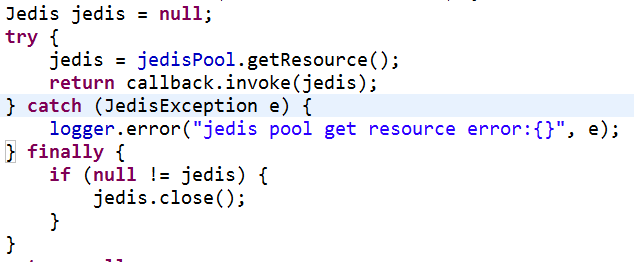 Jedis jedis = null;
try {
    jedis = jedisPool.getResource();
    return callback.invoke(jedis);
} catch (JedisException e) {
    logger.error("jedis pool get resource error:{}", e);
} finally {
    if (null != jedis) {
        jedis.close();
    }
}